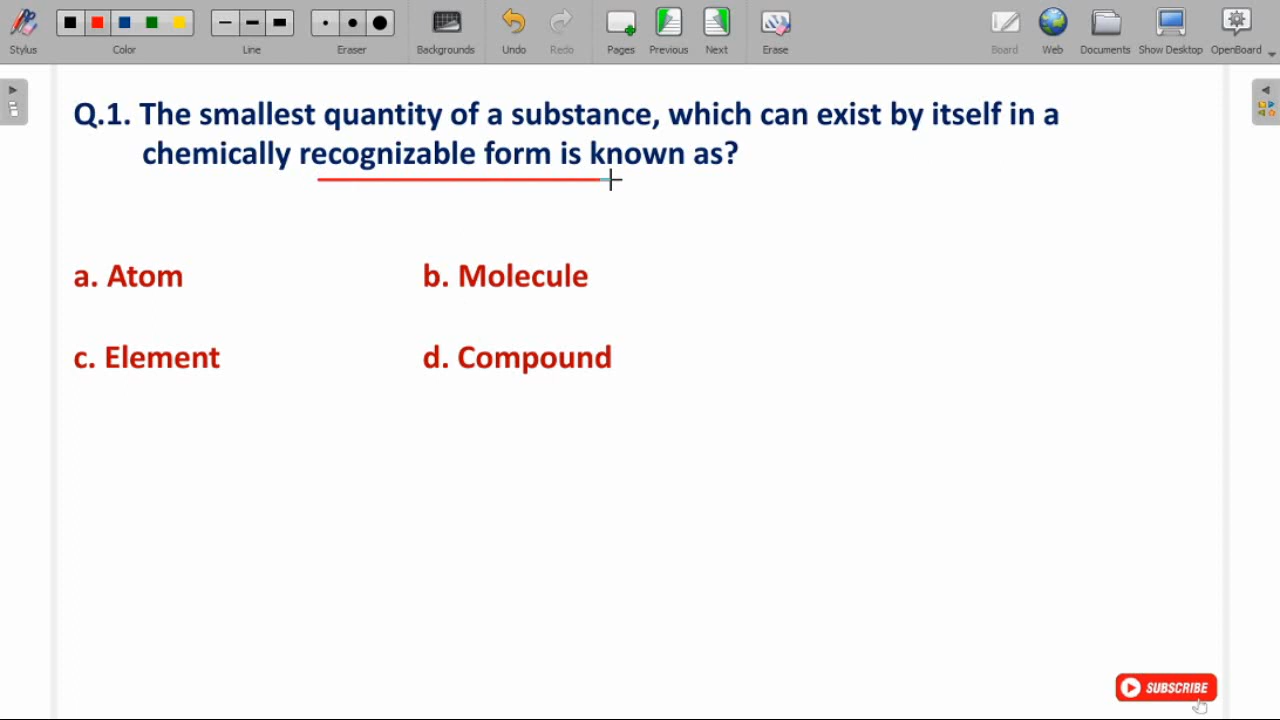 Stylus
Color
Line
Eraser
Backgrounds
Undo
Redo
Pages
Previous
Next
Erase
Board
Web
Documents
Show Desktop
OpenBoard
Q.1. The smallest quantity of a substance, which can exist by itself in a
chemically recognizable form is known as?
a. Atom
b. Molecule
c. Element
d. Compound
SUBSCRIBE